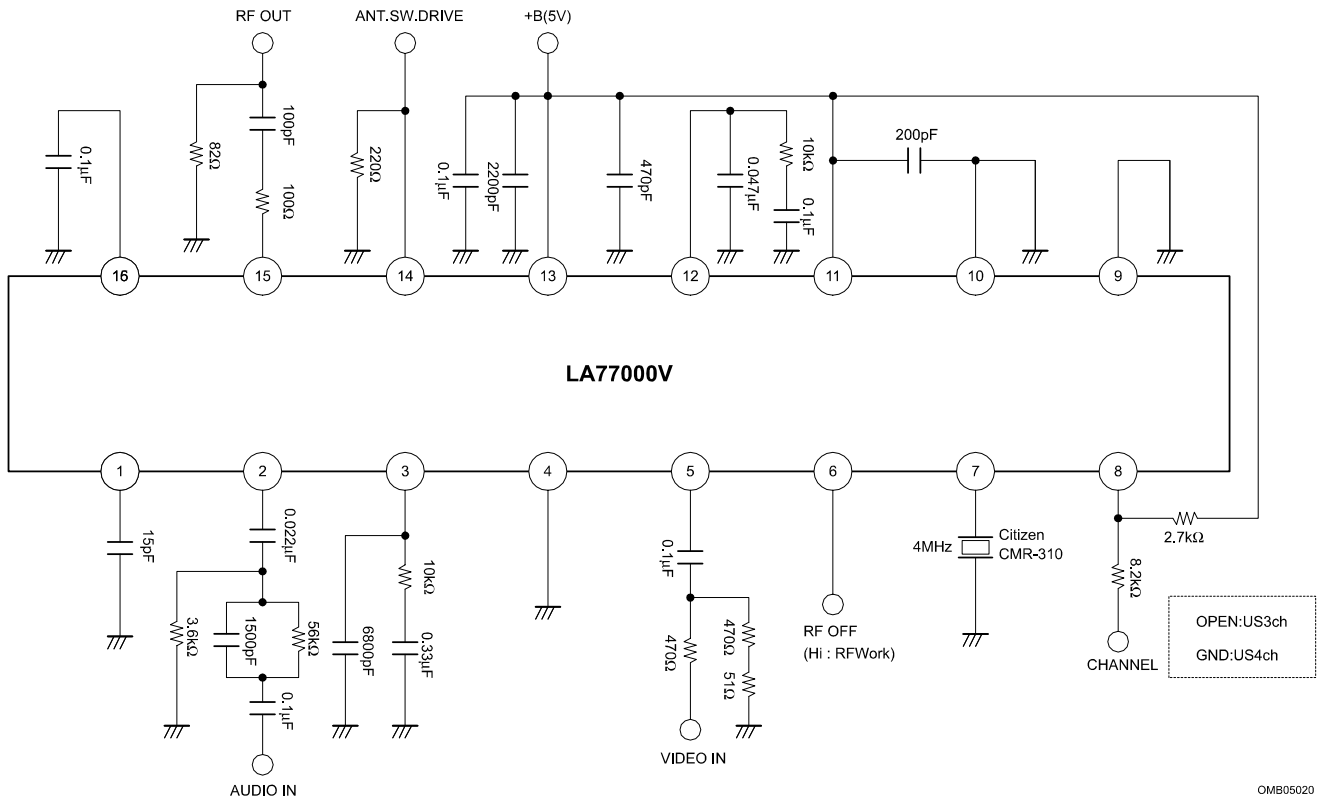 RF OUT
ANT.SW.DRIVE
+B(5V)
0.1μF
82Ω
100pF
100Ω
220Ω
0.1μF
2200pF
470pF
0.047μF
10kΩ
0.1μF
200pF
16
15
14
13
12
11
10
9
LA77000V
1
2
3
4
5
6
7
8
15pF
0.022μF
3.6kΩ
1500pF
56kΩ
0.1μF
AUDIO IN
6800pF
10kΩ
0.33μF
0.1μF
470Ω
470Ω
51Ω
VIDEO IN
RF OFF
(Hi : RFWork)
4MHz
Citizen
CMR-310
2.7kΩ
8.2kΩ
CHANNEL
OPEN:US3ch
GND:US4ch
OMB05020